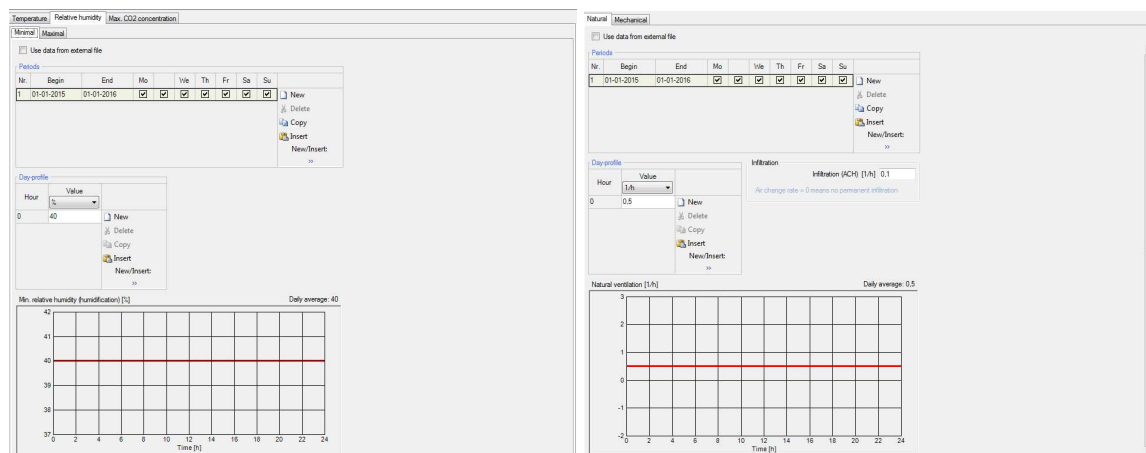 Temperature Relative humidity Max. CO2 concentration
Minimal Maximal
Use data from external file
Periods
Nr. Begin End Mo We Th Fr Sa Su
1 01-01-2015 01-01-2016
New
Delete
Copy
Insert
New/Insert:
>>
Day-profile
Hour Value
%
0 40
New
Delete
Copy
Insert
New/Insert:
>>
Min. relative humidity (humidification) [%] Daily average: 40
42
41
40
39
38
37
0 2 4 6 8 10 12 14 16 18 20 22 24
Time [h]
Natural Mechanical
Use data from external file
Periods
Nr. Begin End Mo We Th Fr Sa Su
1 01-01-2015 01-01-2016
New
Delete
Copy
Insert
New/Insert:
>>
Day-profile
Hour Value
1/h
0 0,5
New
Delete
Copy
Insert
New/Insert:
>>
Infiltration
Infiltration (ACH) [1/h] 0,1
Air change rate = 0 means no permanent infiltration
Natural ventilation [1/h] Daily average: 0,5
3
2
1
0
-1
-2
0 2 4 6 8 10 12 14 16 18 20 22 24
Time [h]